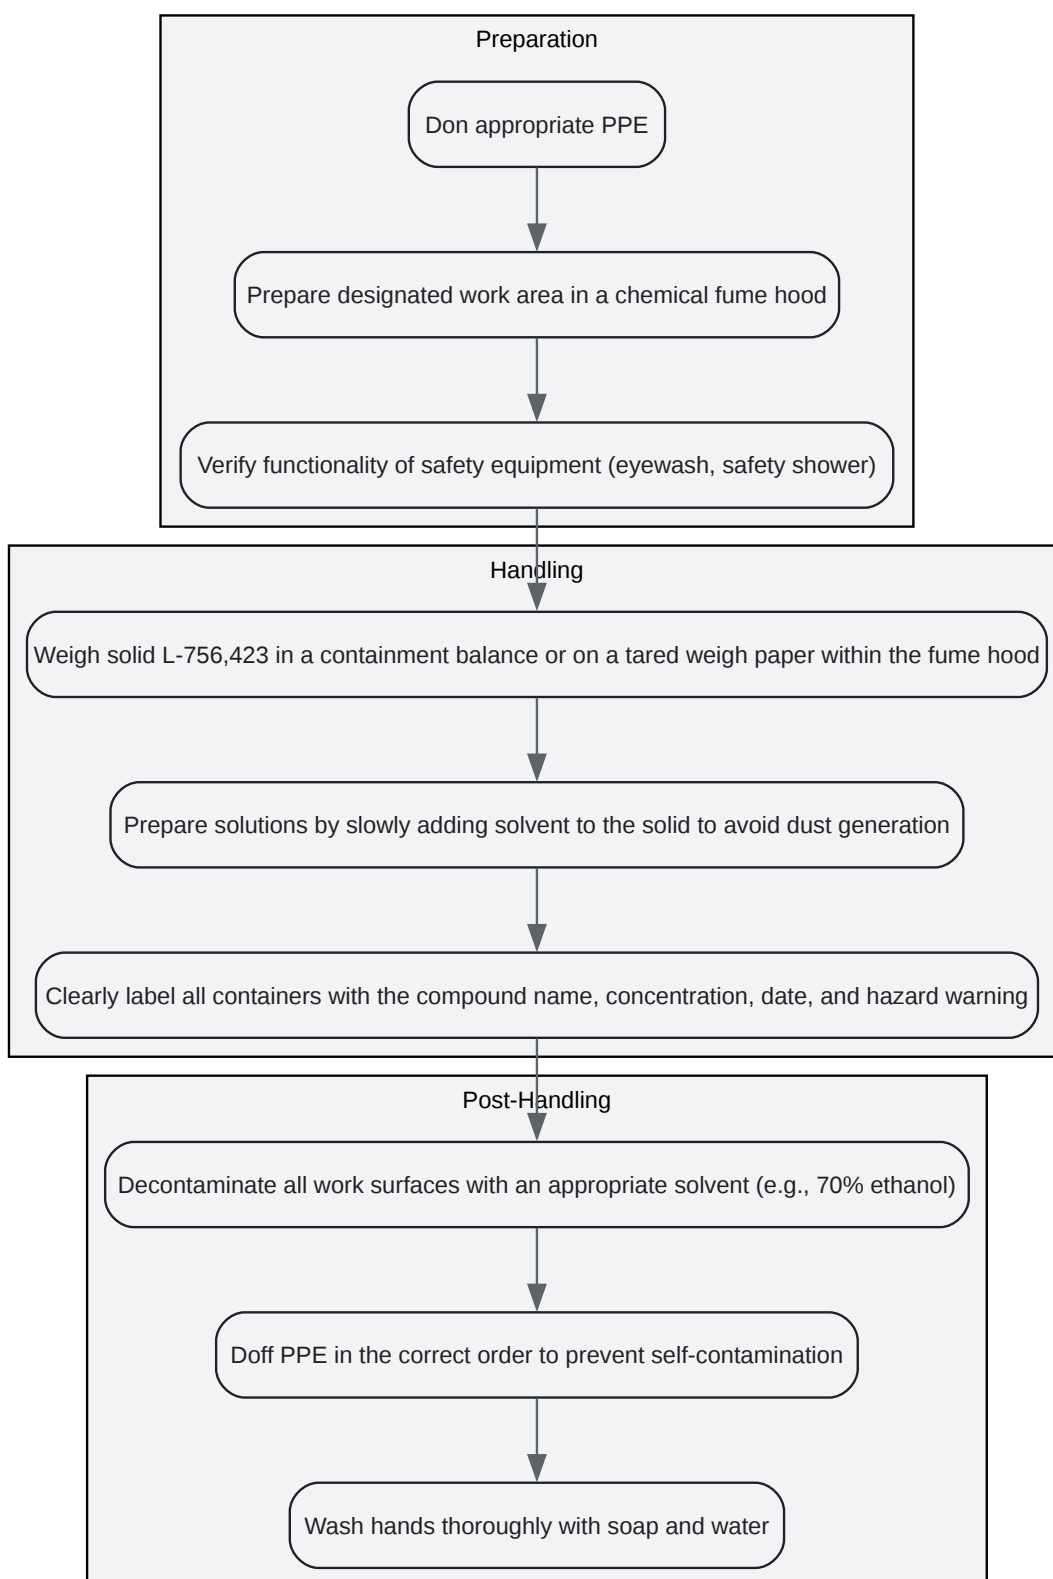 Preparation
Don appropriate PPE
Prepare designated work area in a chemical fume hood
Verify functionality of safety equipment (eyewash, safety shower)
Handling
Weigh solid L-756,423 in a containment balance or on a tared weigh paper within the fume hood
Prepare solutions by slowly adding solvent to the solid to avoid dust generation
Clearly label all containers with the compound name, concentration, date, and hazard warning
Post-Handling
Decontaminate all work surfaces with an appropriate solvent (e.g., 70% ethanol)
Doff PPE in the correct order to prevent self-contamination
Wash hands thoroughly with soap and water